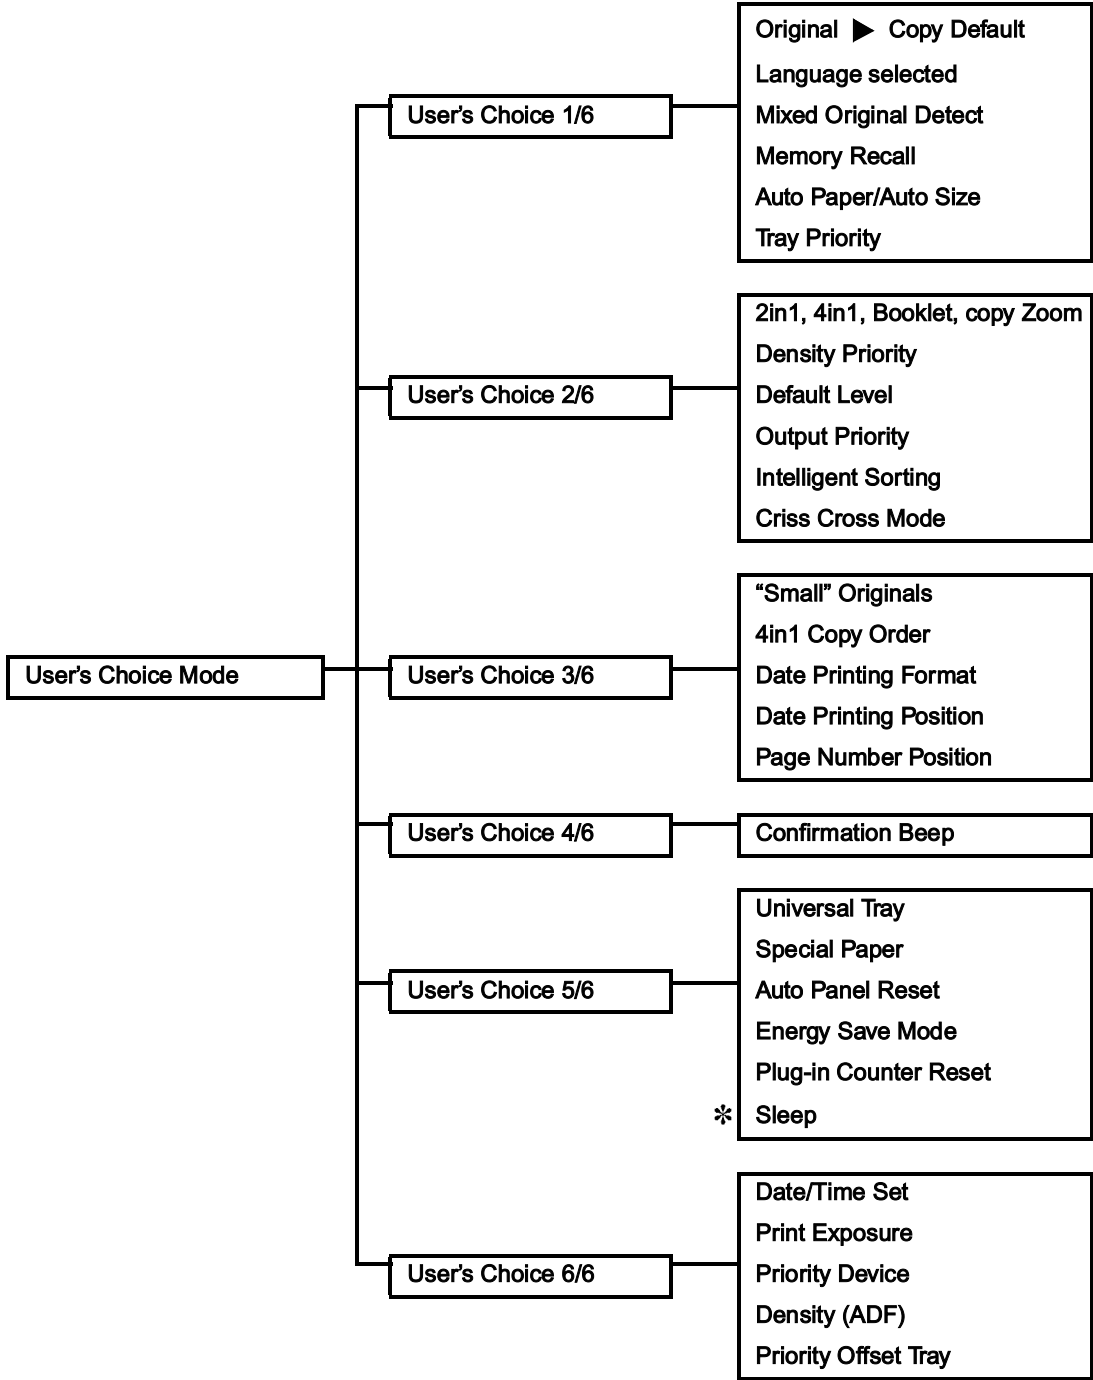 User's Choice Mode
User's Choice 1/6
Original ▶ Copy Default
Language selected
Mixed Original Detect
Memory Recall
Auto Paper/Auto Size
Tray Priority
User's Choice 2/6
2in1, 4in1, Booklet, copy Zoom
Density Priority
Default Level
Output Priority
Intelligent Sorting
Criss Cross Mode
User's Choice 3/6
“Small” Originals
4in1 Copy Order
Date Printing Format
Date Printing Position
Page Number Position
User's Choice 4/6
Confirmation Beep
User's Choice 5/6
Universal Tray
Special Paper
Auto Panel Reset
Energy Save Mode
Plug-in Counter Reset
✻ Sleep
User's Choice 6/6
Date/Time Set
Print Exposure
Priority Device
Density (ADF)
Priority Offset Tray